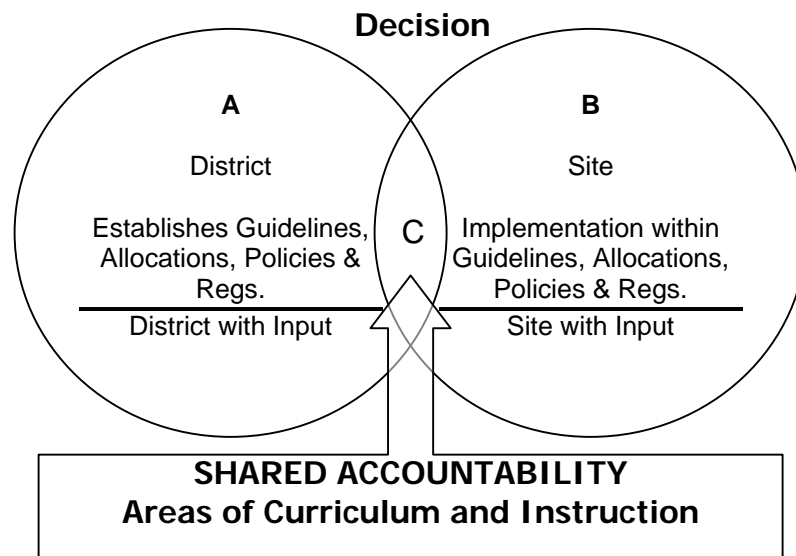 Decision
A
District
Establishes Guidelines,
Allocations, Policies &
Regs.
District with Input
C
B
Site
Implementation within
Guidelines, Allocations,
Policies & Regs.
Site with Input
SHARED ACCOUNTABILITY
Areas of Curriculum and Instruction